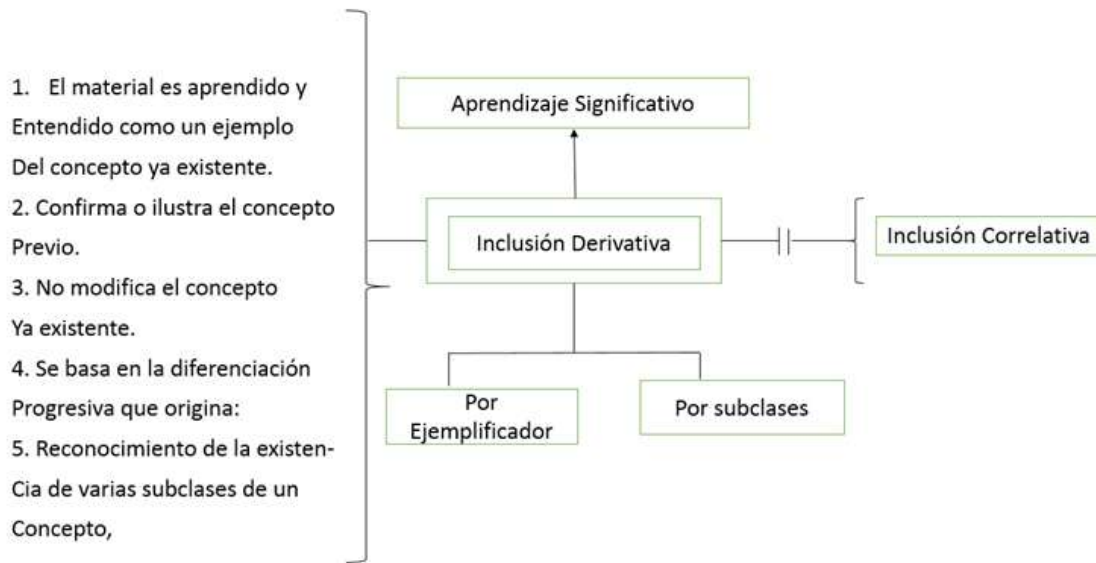 1. El material es aprendido y
Entendido como un ejemplo
Del concepto ya existente.
2. Confirma o ilustra el concepto
Previo.
3. No modifica el concepto
Ya existente.
4. Se basa en la diferenciación
Progresiva que origina:
5. Reconocimiento de la existen-
Cia de varias subclases de un
Concepto,
Aprendizaje Significativo
Inclusión Derivativa
Inclusión Correlativa
Por
Ejemplificador
Por subclases